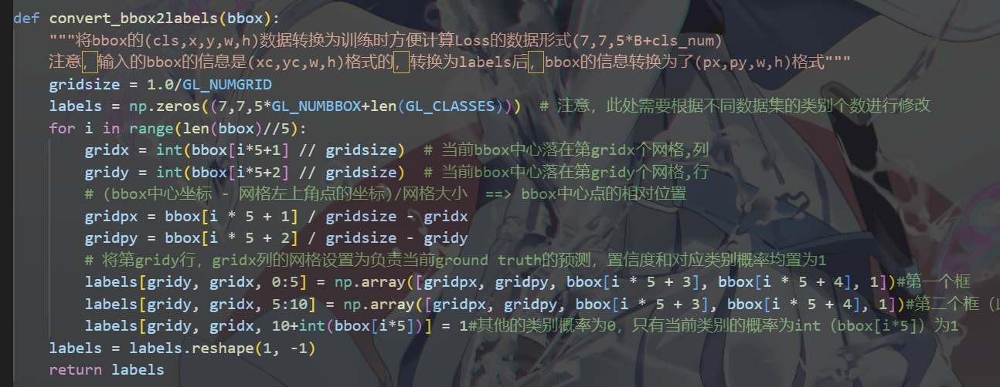 def convert_bbox2labels(bbox):
    """将bbox的(cls,x,y,w,h)数据转换为训练时方便计算Loss的数据形式(7,7,5*B+cls_num)
    注意，输入的bbox的信息是(xc,yc,w,h)格式的，转换为labels后，bbox的信息转换为了(px,py,w,h)格式"""
    gridsize = 1.0/GL_NUMGRID
    labels = np.zeros((7,7,5*GL_NUMBBOX+len(GL_CLASSES)))  # 注意，此处需要根据不同数据集的类别个数进行修改
    for i in range(len(bbox)//5):
        gridx = int(bbox[i*5+1] // gridsize)  # 当前bbox中心落在第gridx个网格,列
        gridy = int(bbox[i*5+2] // gridsize)  # 当前bbox中心落在第gridy个网格,行
        # (bbox中心坐标 - 网格左上角点的坐标)/网格大小  ==> bbox中心点的相对位置
        gridpx = bbox[i * 5 + 1] / gridsize - gridx
        gridpy = bbox[i * 5 + 2] / gridsize - gridy
        # 将第gridy行，gridx列的网格设置为负责当前ground truth的预测，置信度和对应类别概率均置为1
        labels[gridy, gridx, 0:5] = np.array([gridpx, gridpy, bbox[i * 5 + 3], bbox[i * 5 + 4], 1])#第一个框
        labels[gridy, gridx, 5:10] = np.array([gridpx, gridpy, bbox[i * 5 + 3], bbox[i * 5 + 4], 1])#第二个框（
        labels[gridy, gridx, 10+int(bbox[i*5])] = 1#其他的类别概率为0，只有当前类别的概率为int（bbox[i*5]）为1
    labels = labels.reshape(1, -1)
    return labels